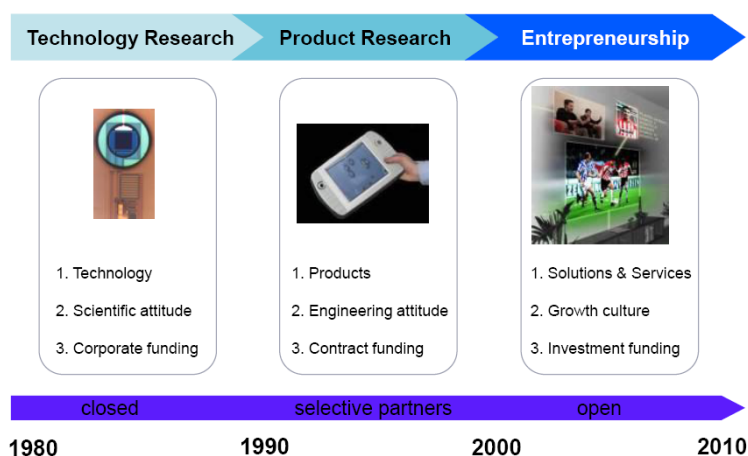 Technology Research
Product Research
Entrepreneurship
1. Technology
2. Scientific attitude
3. Corporate funding
1. Products
2. Engineering attitude
3. Contract funding
1. Solutions & Services
2. Growth culture
3. Investment funding
closed
selective partners
open
1980
1990
2000
2010